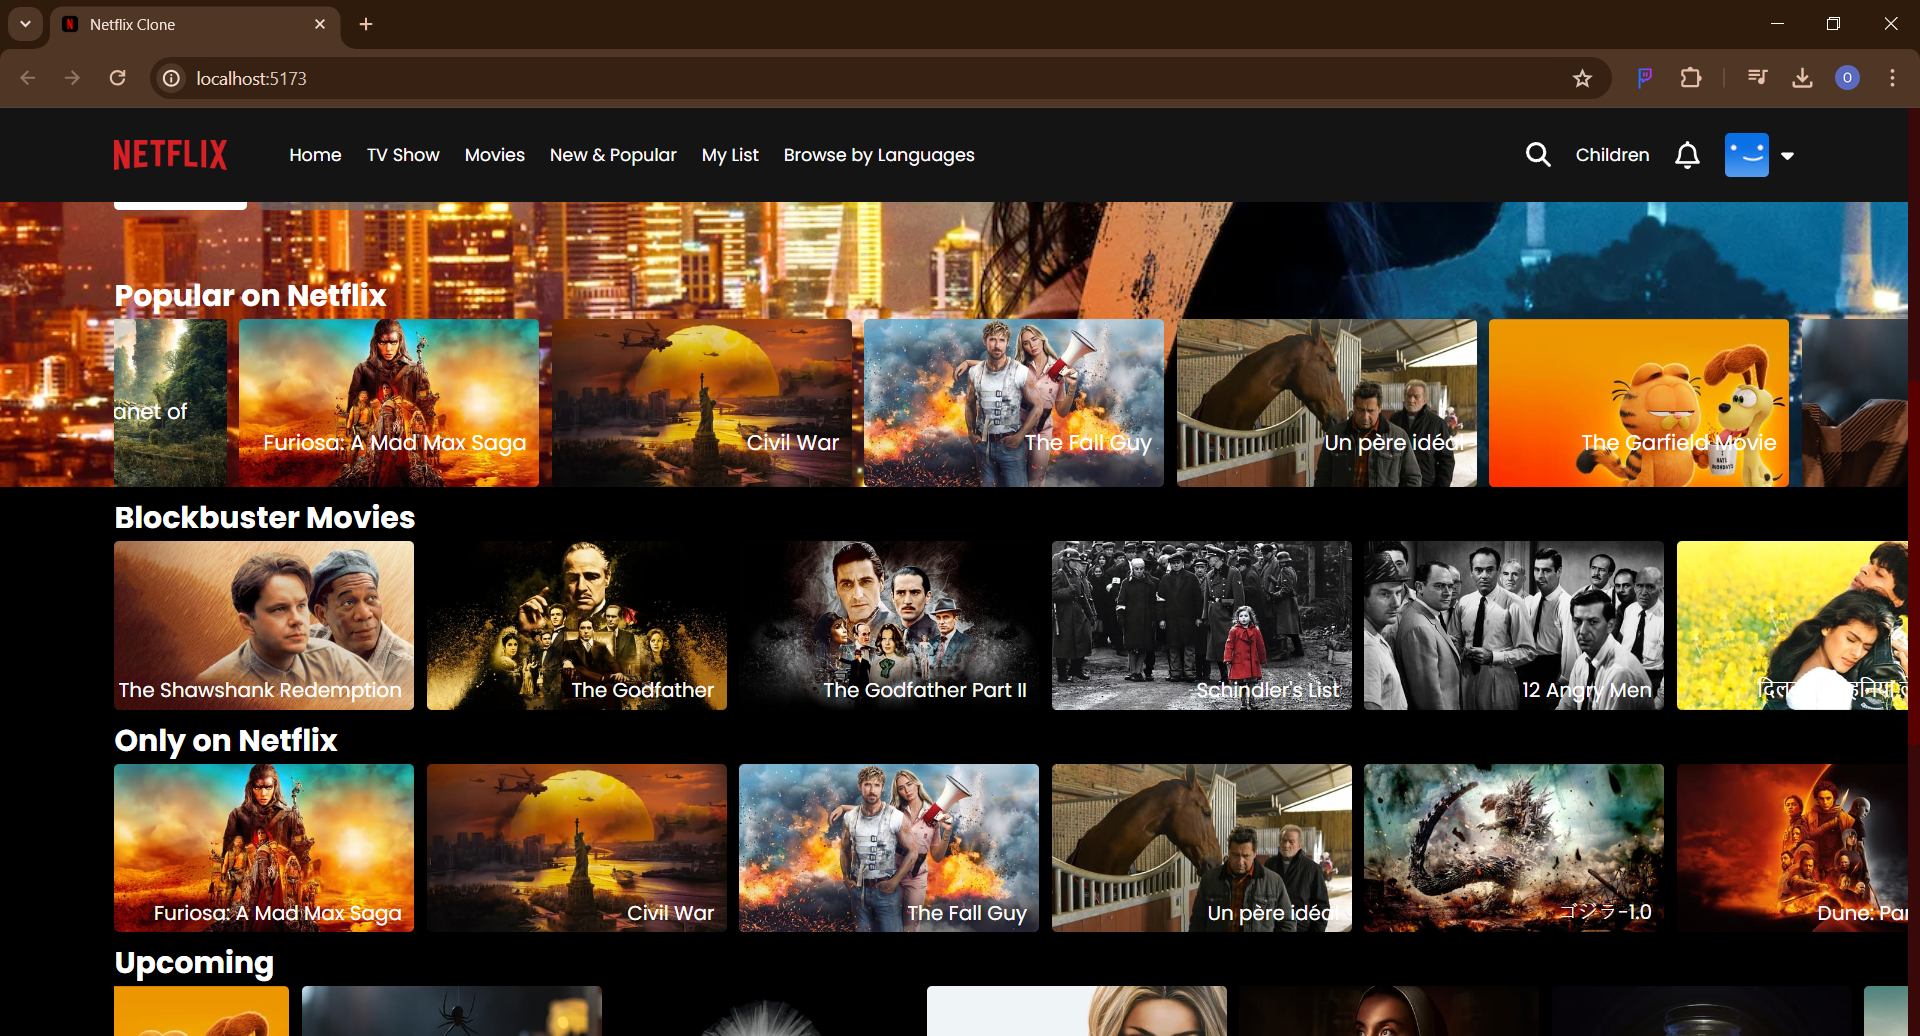 Netflix Clone
localhost:5173
O
NETFLIX
Home TV Show Movies New & Popular My List Browse by Languages
Children
Popular on Netflix
anet of
Furiosa: A Mad Max Saga
Civil War
The Fall Guy
Un père idéal
The Garfield Movie
I HATE MONDAYS
Blockbuster Movies
The Shawshank Redemption
The Godfather
The Godfather Part II
Schindler's List
12 Angry Men
Only on Netflix
Furiosa: A Mad Max Saga
Civil War
The Fall Guy
Un père idéal
ゴジラ-1.0
Dune: Par
Upcoming